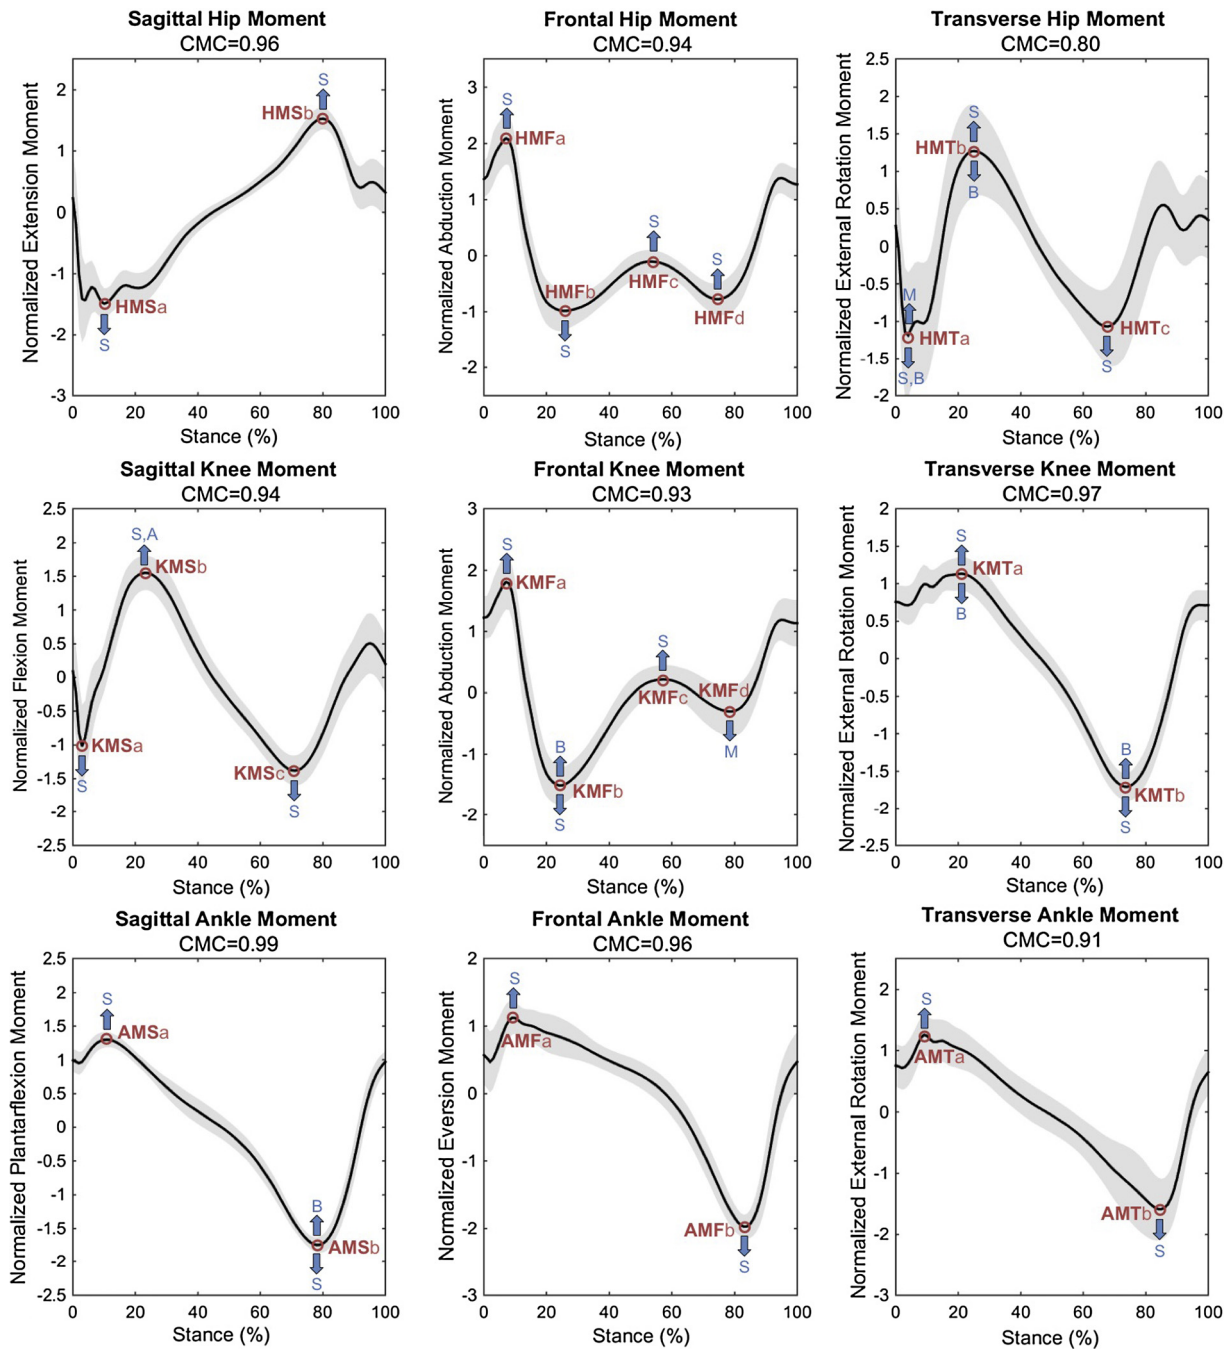 Sagittal Hip Moment
CMC=0.96
Normalized Extension Moment
2
1
0
-1
-2
-3
0 20 40 60 80 100
Stance (%)
S
HMSb
HMSa
S
Frontal Hip Moment
CMC=0.94
Normalized Abduction Moment
3
2
1
0
-1
-2
0 20 40 60 80 100
Stance (%)
S
HMFa
HMFb
S
S
HMFc
S
HMFd
Transverse Hip Moment
CMC=0.80
Normalized External Rotation Moment
2.5
2
1.5
1
0.5
0
-0.5
-1
-1.5
-2
0 20 40 60 80 100
Stance (%)
S
HMTb
B
M
HMTa
S,B
HMTc
S
Sagittal Knee Moment
CMC=0.94
Normalized Flexion Moment
2.5
2
1.5
1
0.5
0
-0.5
-1
-1.5
-2
-2.5
0 20 40 60 80 100
Stance (%)
S,A
KMSb
KMSa
S
KMSc
S
Frontal Knee Moment
CMC=0.93
Normalized Abduction Moment
3
2
1
0
-1
-2
0 20 40 60 80 100
Stance (%)
S
KMFa
B
KMFb
S
S
KMFc
KMFd
M
Transverse Knee Moment
CMC=0.97
Normalized External Rotation Moment
2
1.5
1
0.5
0
-0.5
-1
-1.5
-2
-2.5
0 20 40 60 80 100
Stance (%)
S
KMTa
B
B
KMTb
S
Sagittal Ankle Moment
CMC=0.99
Normalized Plantarflexion Moment
2.5
2
1.5
1
0.5
0
-0.5
-1
-1.5
-2
-2.5
0 20 40 60 80 100
Stance (%)
S
AMSa
B
AMSb
S
Frontal Ankle Moment
CMC=0.96
Normalized Eversion Moment
2
1
0
-1
-2
-3
0 20 40 60 80 100
Stance (%)
S
AMFa
AMFb
S
Transverse Ankle Moment
CMC=0.91
Normalized External Rotation Moment
2
1
0
-1
-2
-3
0 20 40 60 80 100
Stance (%)
S
AMTa
AMTb
S